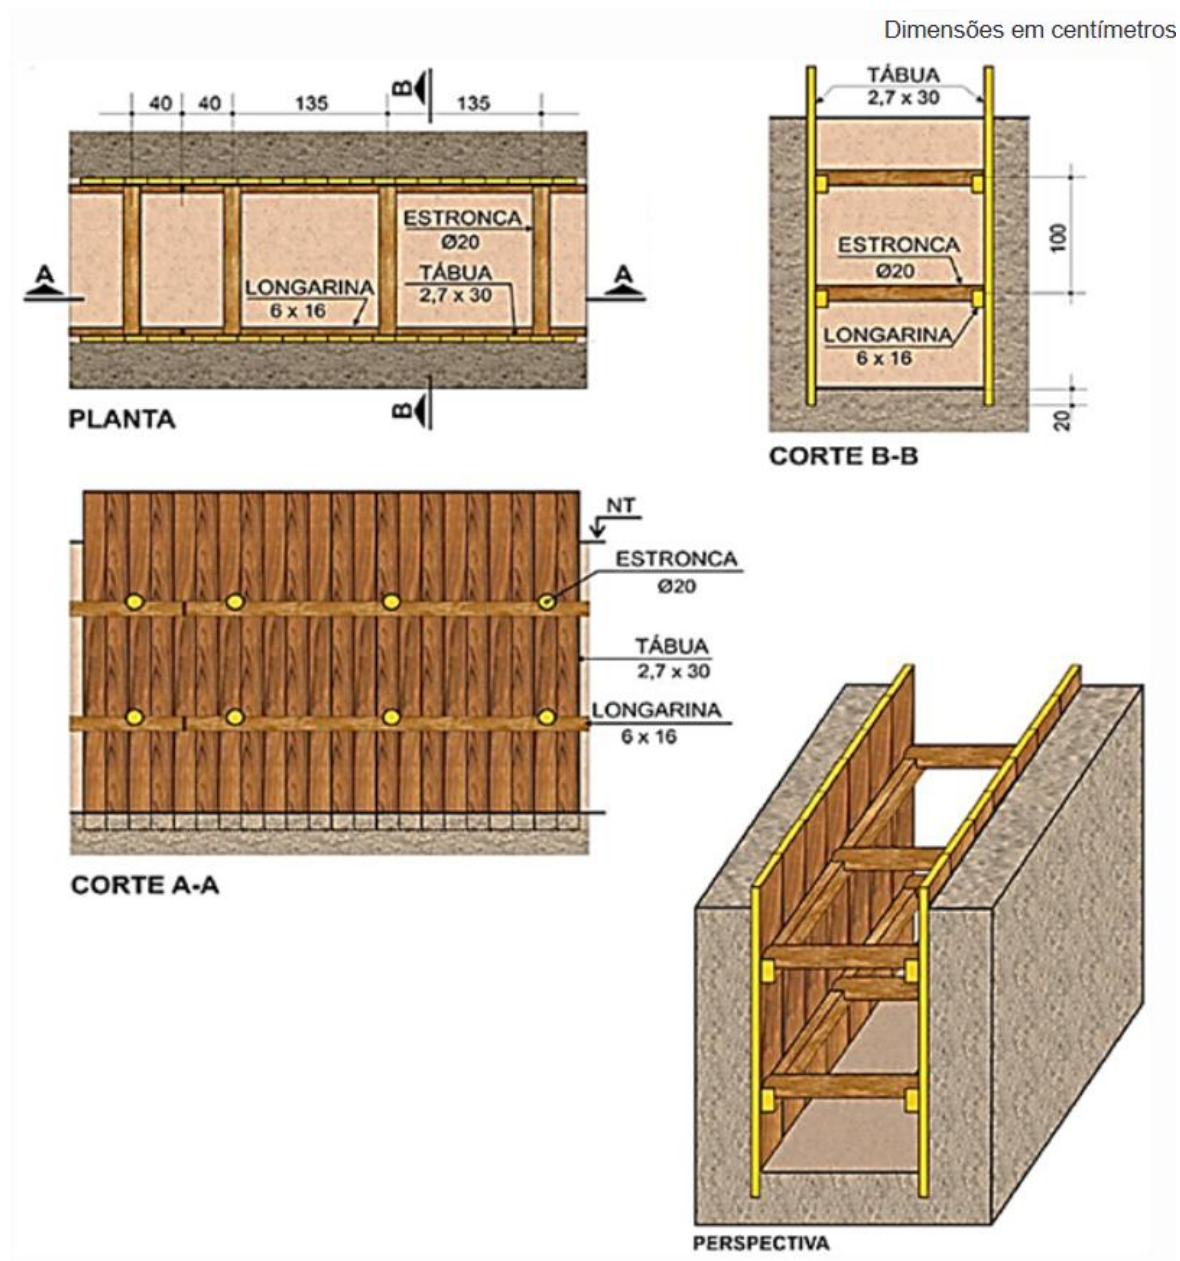 Dimensões em centímetros
40
40
135
135
B
ESTRONCA
Ø20
TÁBUA
2,7 x 30
LONGARINA
6 x 16
A
A
B
PLANTA
TÁBUA
2,7 x 30
ESTRONCA
Ø20
LONGARINA
6 x 16
100
20
CORTE B-B
NT
ESTRONCA
Ø20
TÁBUA
2,7 x 30
LONGARINA
6 x 16
CORTE A-A
PERSPECTIVA